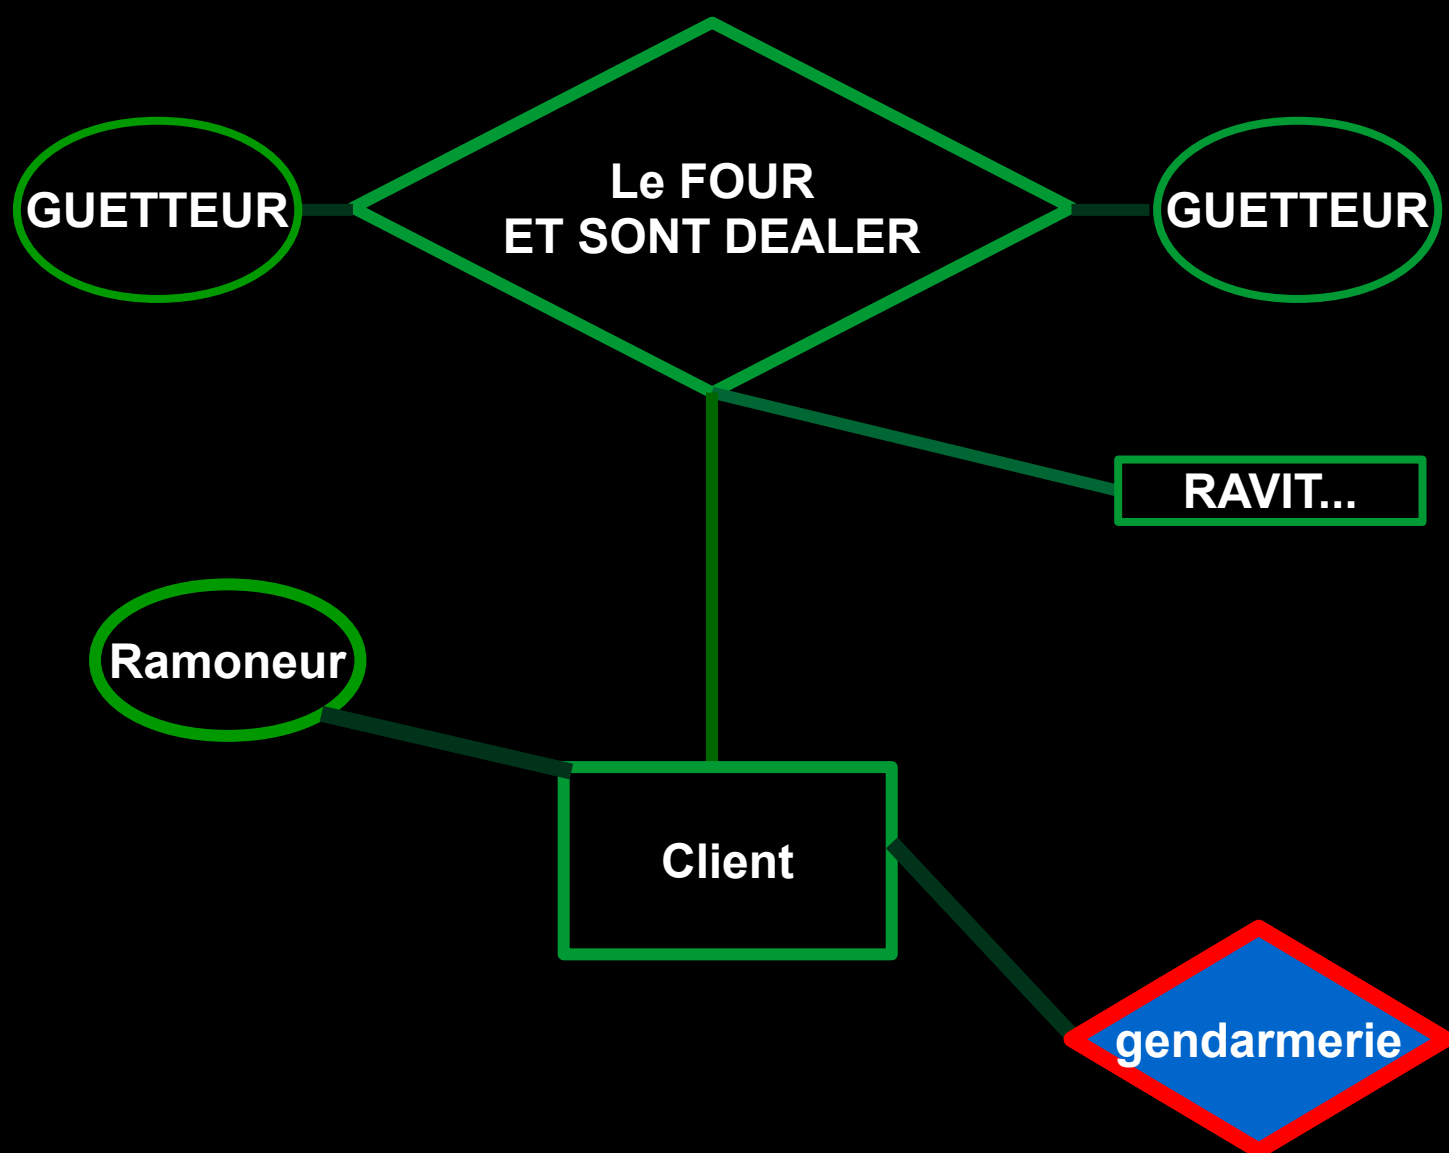 GUETTEUR
Le FOUR
ET SONT DEALER
GUETTEUR
RAVIT...
Ramoneur
Client
gendarmerie